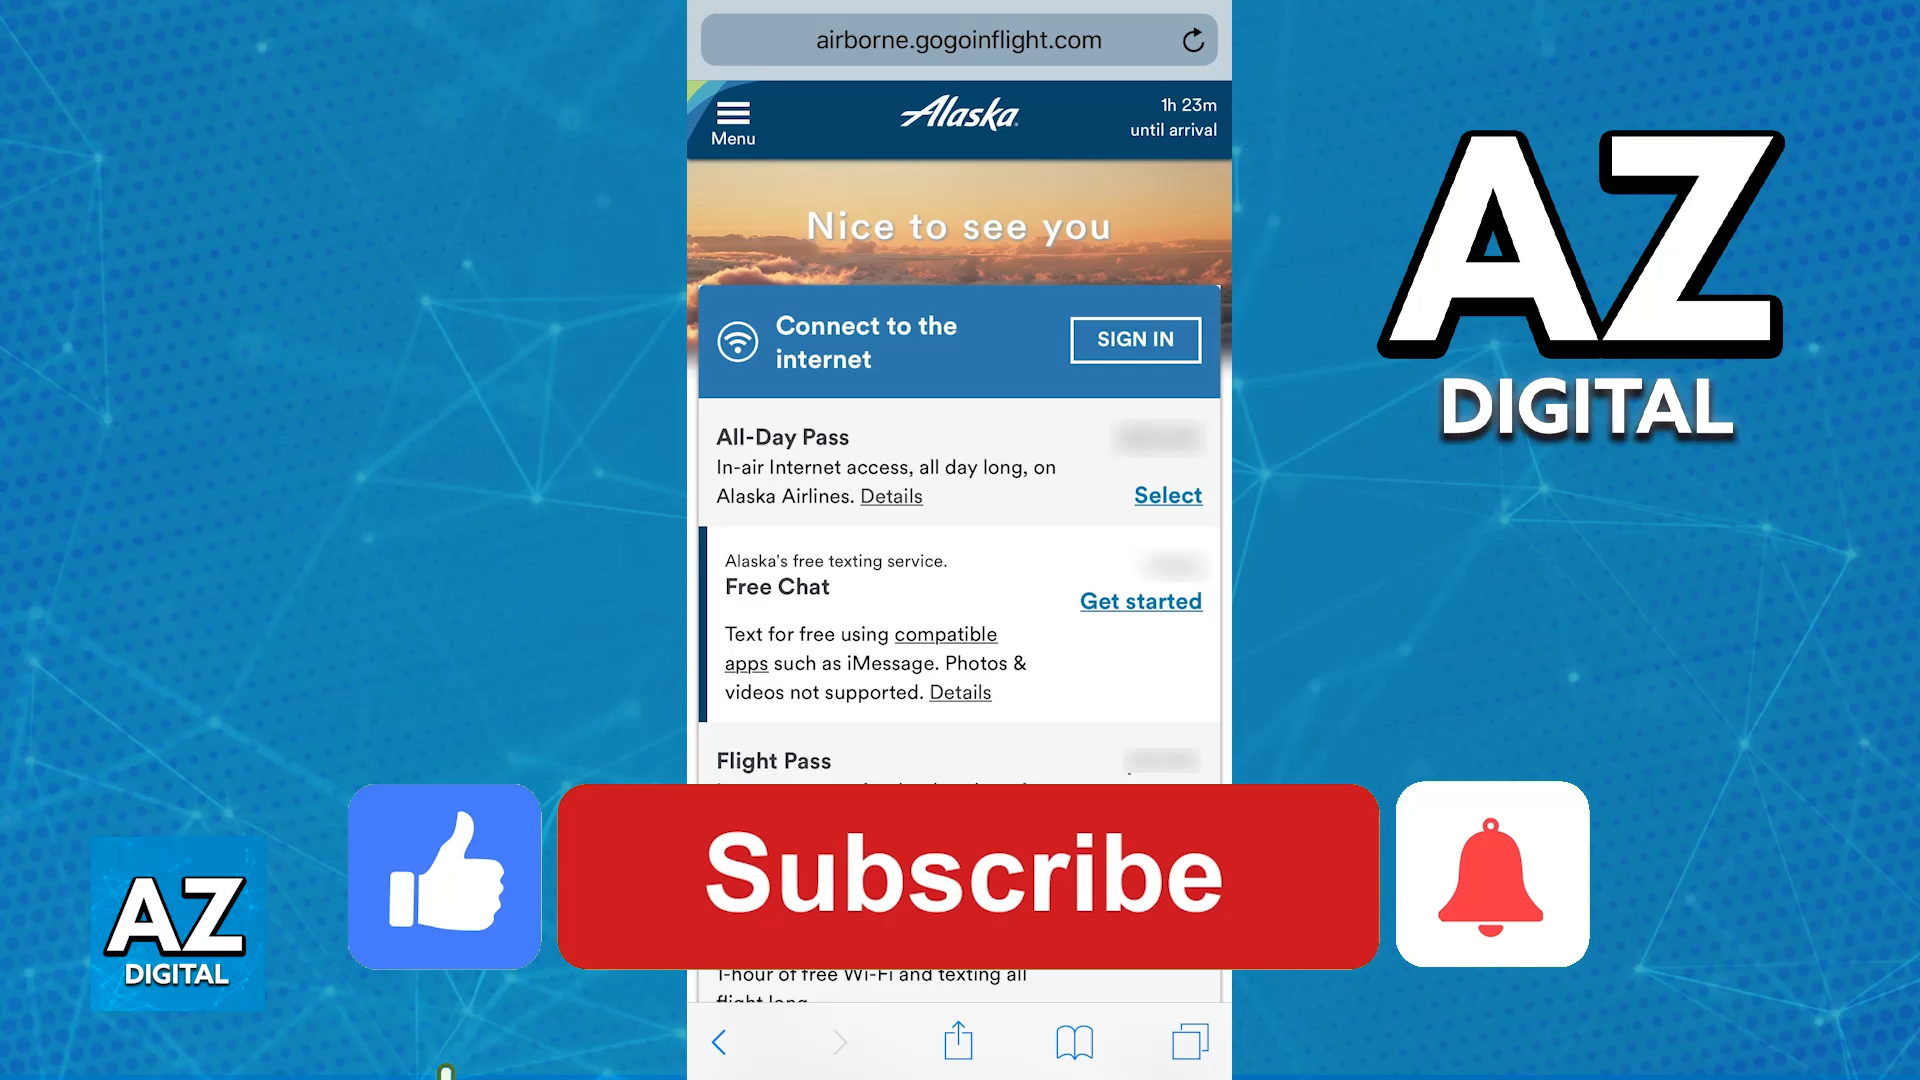 airborne.gogoinflight.com
Menu
Alaska
1h 23m
until arrival
Nice to see you
Connect to the
internet
SIGN IN
All-Day Pass
In-air Internet access, all day long, on
Alaska Airlines. Details
Select
Alaska's free texting service.
Free Chat
Get started
Text for free using compatible
apps such as iMessage. Photos &
videos not supported. Details
Flight Pass
Subscribe
1-hour of free Wi-Fi and texting all
flight long
AZ
DIGITAL
AZ
DIGITAL